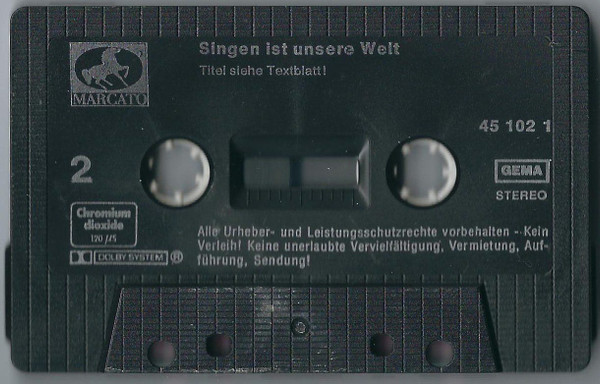 Singen ist unsere Welt
Titel siehe Textblatt!
MARCATO
45 102 1
2
GEMA
STEREO
Chromium
dioxide
120 µS
Alle Urheber- und Leistungsschutzrechte vorbehalten - Kein
Verleih! Keine unerlaubte Vervielfältigung, Vermietung, Auf-
führung, Sendung!
DOLBY SYSTEM ®